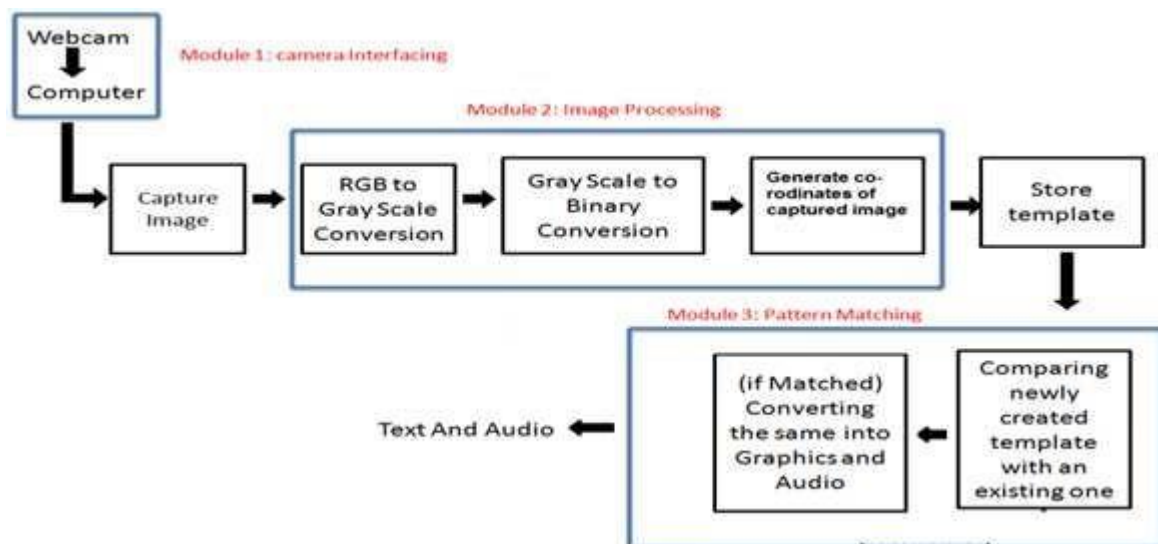 Webcam
Computer
Module 1: camera Interfacing
Module 2: Image Processing
Capture
Image
RGB to
Gray Scale
Conversion
Gray Scale to
Binary
Conversion
Generate co-
rodinates of
captured image
Store
template
Module 3: Pattern Matching
Comparing
newly
created
template
with an
existing one
(if Matched)
Converting
the same into
Graphics and
Audio
Text And Audio